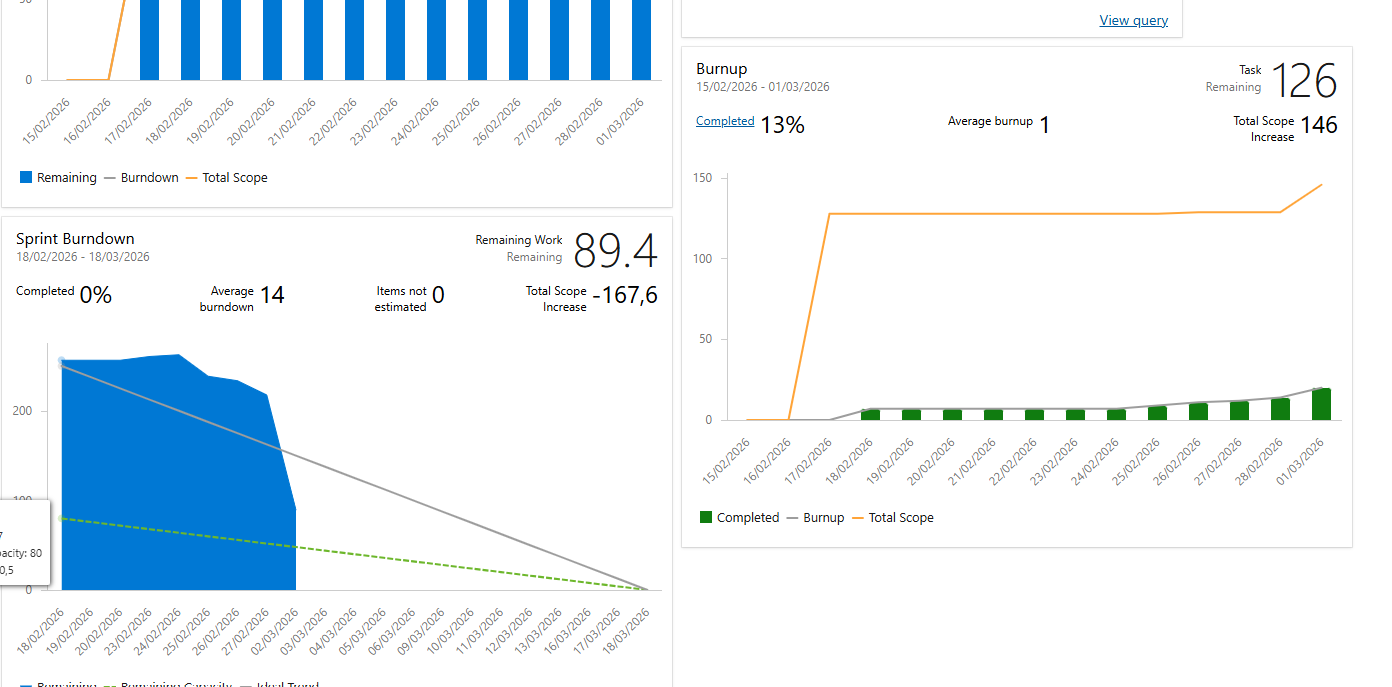 0
15/02/2026
16/02/2026
17/02/2026
18/02/2026
19/02/2026
20/02/2026
21/02/2026
22/02/2026
23/02/2026
24/02/2026
25/02/2026
26/02/2026
27/02/2026
28/02/2026
01/03/2026
Remaining
Burndown
Total Scope
Sprint Burndown
18/02/2026 - 18/03/2026
Remaining Work
Remaining
89.4
Completed 0%
Average
burndown
14
Items not
estimated
0
Total Scope
Increase
-167,6
200
100
0
acity: 80
0,5
18/02/2026
19/02/2026
20/02/2026
23/02/2026
24/02/2026
25/02/2026
26/02/2026
27/02/2026
02/03/2026
03/03/2026
04/03/2026
05/03/2026
06/03/2026
09/03/2026
10/03/2026
11/03/2026
12/03/2026
13/03/2026
16/03/2026
17/03/2026
18/03/2026
Remaining
Remaining Capacity
Ideal Trend
View query
Burnup
15/02/2026 - 01/03/2026
Task
Remaining
126
Completed 13%
Average burnup 1
Total Scope
Increase
146
150
100
50
0
15/02/2026
16/02/2026
17/02/2026
18/02/2026
19/02/2026
20/02/2026
21/02/2026
22/02/2026
23/02/2026
24/02/2026
25/02/2026
26/02/2026
27/02/2026
28/02/2026
01/03/2026
Completed
Burnup
Total Scope